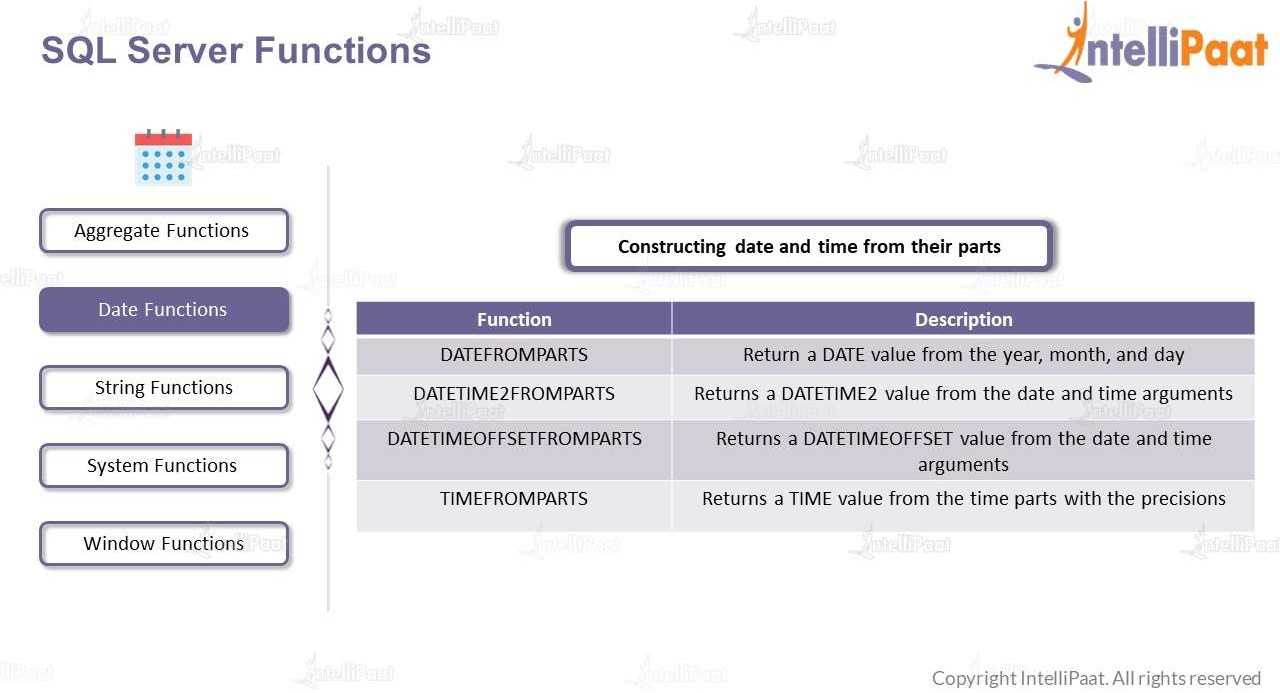 SQL Server Functions
IntelliPaat
Aggregate Functions
Date Functions
String Functions
System Functions
Window Functions
Constructing date and time from their parts
Function Description
DATEFROMPARTS Return a DATE value from the year, month, and day
DATETIME2FROMPARTS Returns a DATETIME2 value from the date and time arguments
DATETIMEOFFSETFROMPARTS Returns a DATETIMEOFFSET value from the date and time
arguments
TIMEFROMPARTS Returns a TIME value from the time parts with the precisions
Copyright IntelliPaat. All rights reserved